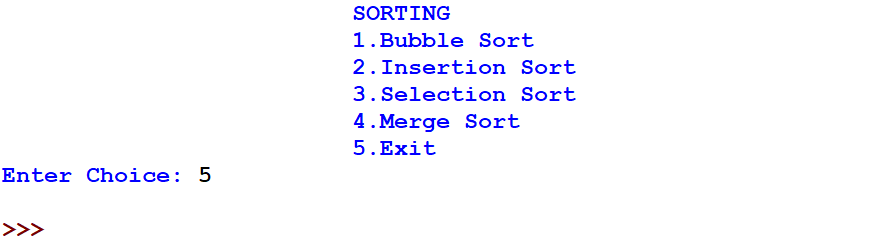 SORTING
1.Bubble Sort
2.Insertion Sort
3.Selection Sort
4.Merge Sort
5.Exit
Enter Choice: 5
>>>